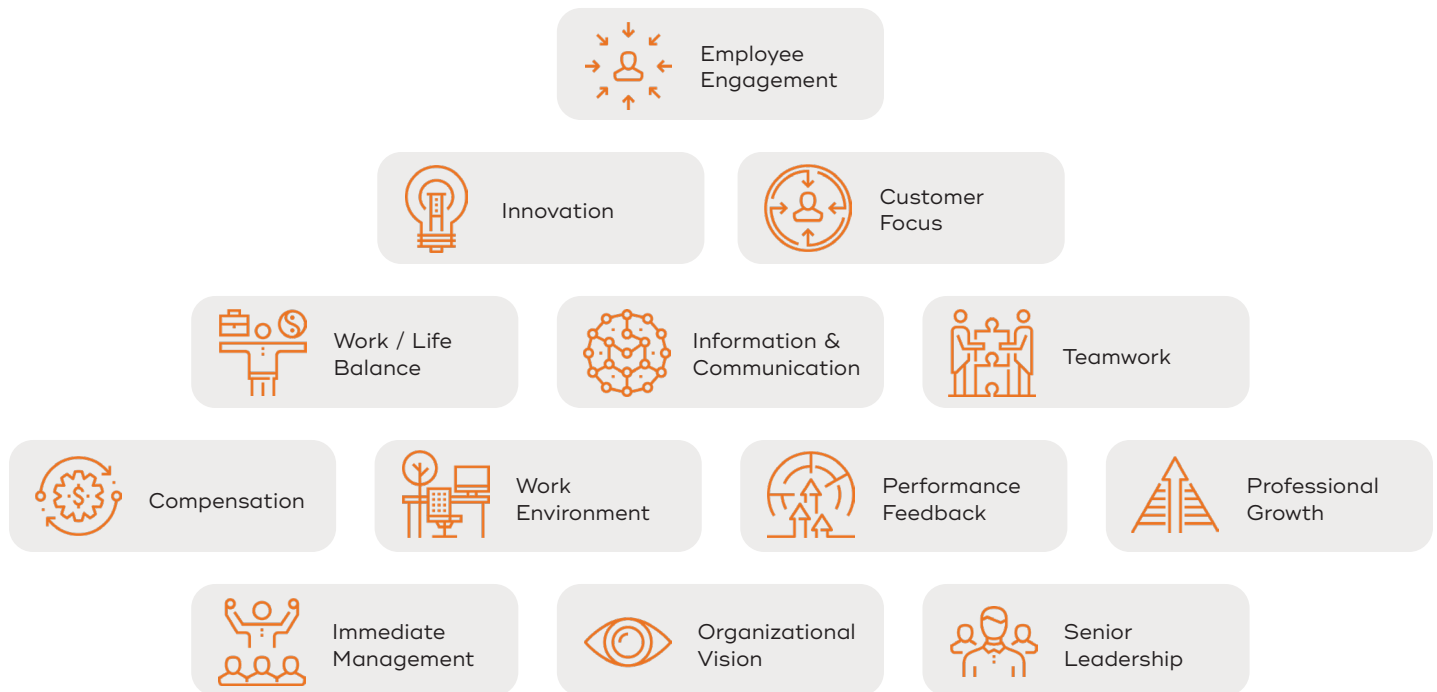 Employee
Engagement
Innovation
Customer
Focus
Work / Life
Balance
Information &
Communication
Teamwork
Compensation
Work
Environment
Performance
Feedback
Professional
Growth
Immediate
Management
Organizational
Vision
Senior
Leadership